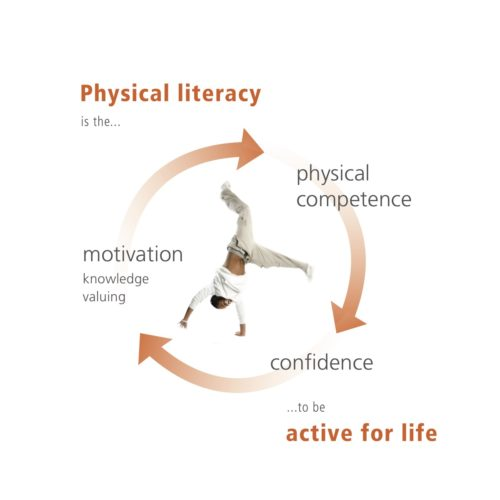 Physical literacy
is the...
physical
competence
motivation
knowledge
valuing
confidence
...to be
active for life